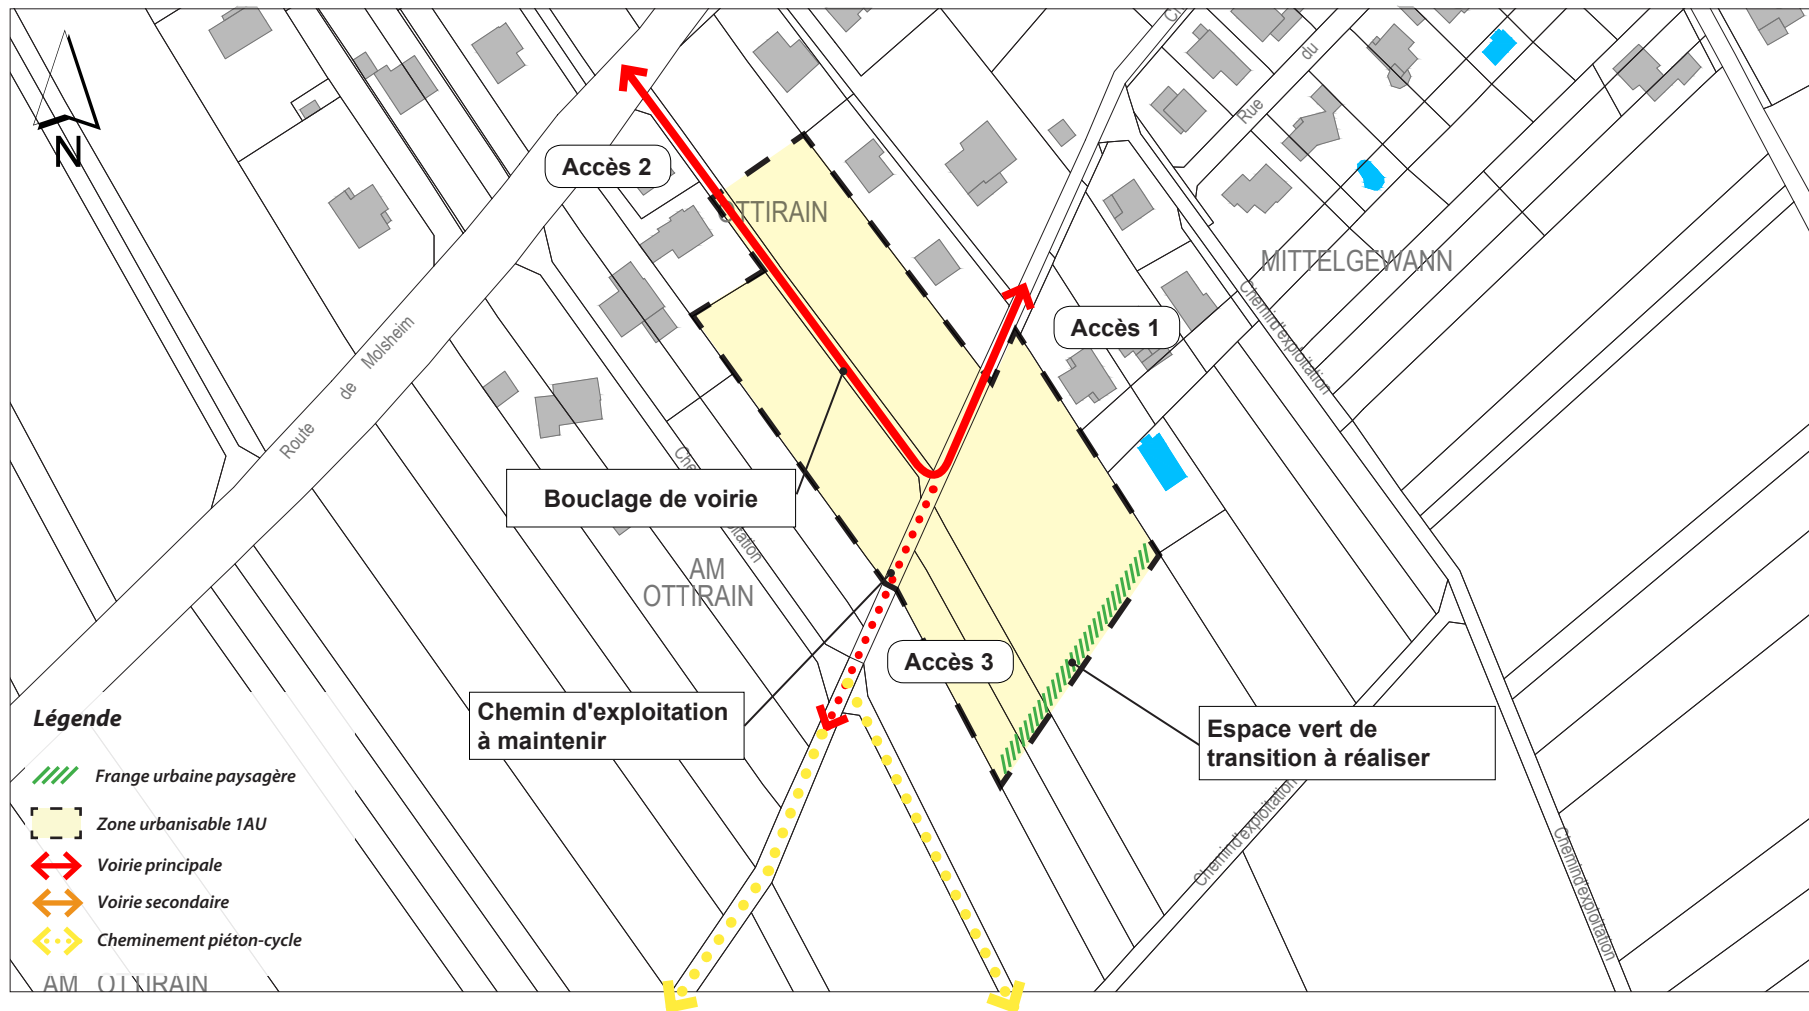 N
Accès 2
OTTIRAIN
Rue
du
MITTELGEWANN
Accès 1
Chemin d'exploitation
Route
de
Molsheim
Bouclage de voirie
AM
OTTIRAIN
Accès 3
Chemin d'exploitation
à maintenir
Espace vert de
transition à réaliser
Chemin d'exploitation
Chemin d'exploitation
Légende
Frange urbaine paysagère
Zone urbanisable 1AU
Voirie principale
Voirie secondaire
Cheminement piéton-cycle
AM OTTIRAIN